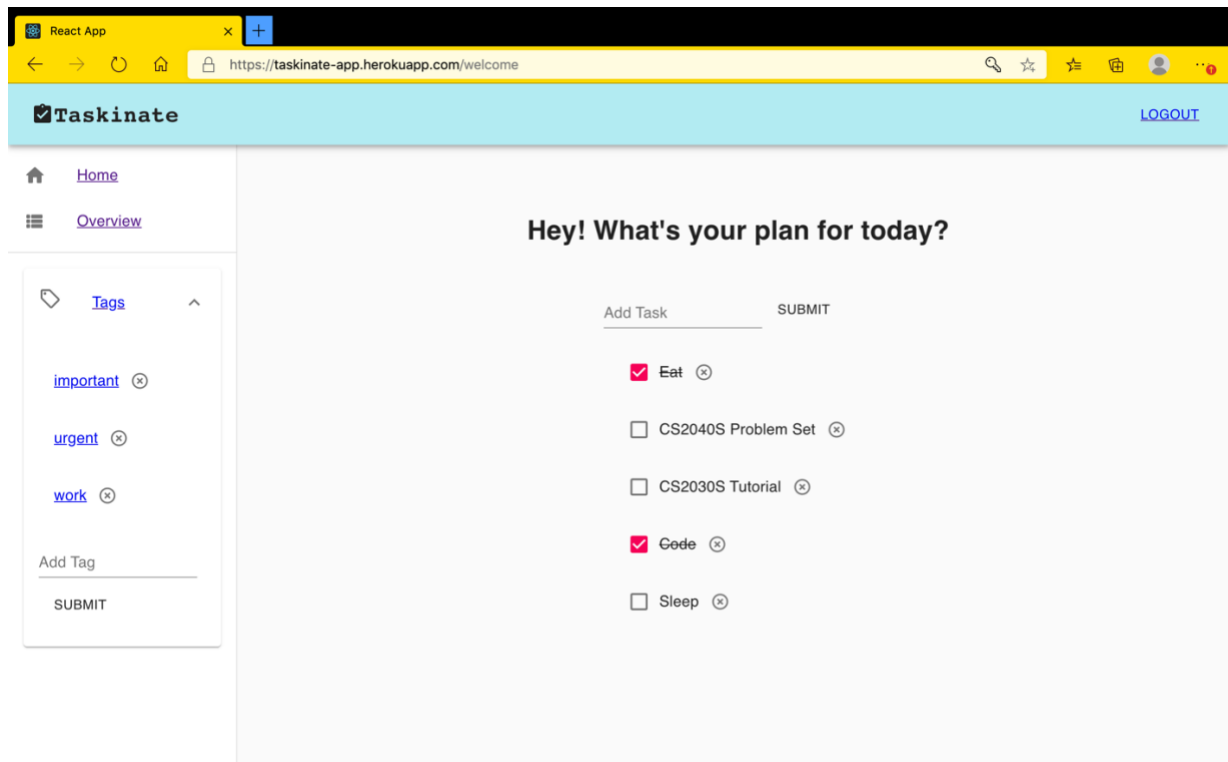 React App
https://taskinate-app.herokuapp.com/welcome
Taskinate
LOGOUT
Home
Overview
Tags
important
urgent
work
Add Tag
SUBMIT
Hey! What's your plan for today?
Add Task
SUBMIT
Eat
CS2040S Problem Set
CS2030S Tutorial
Code
Sleep